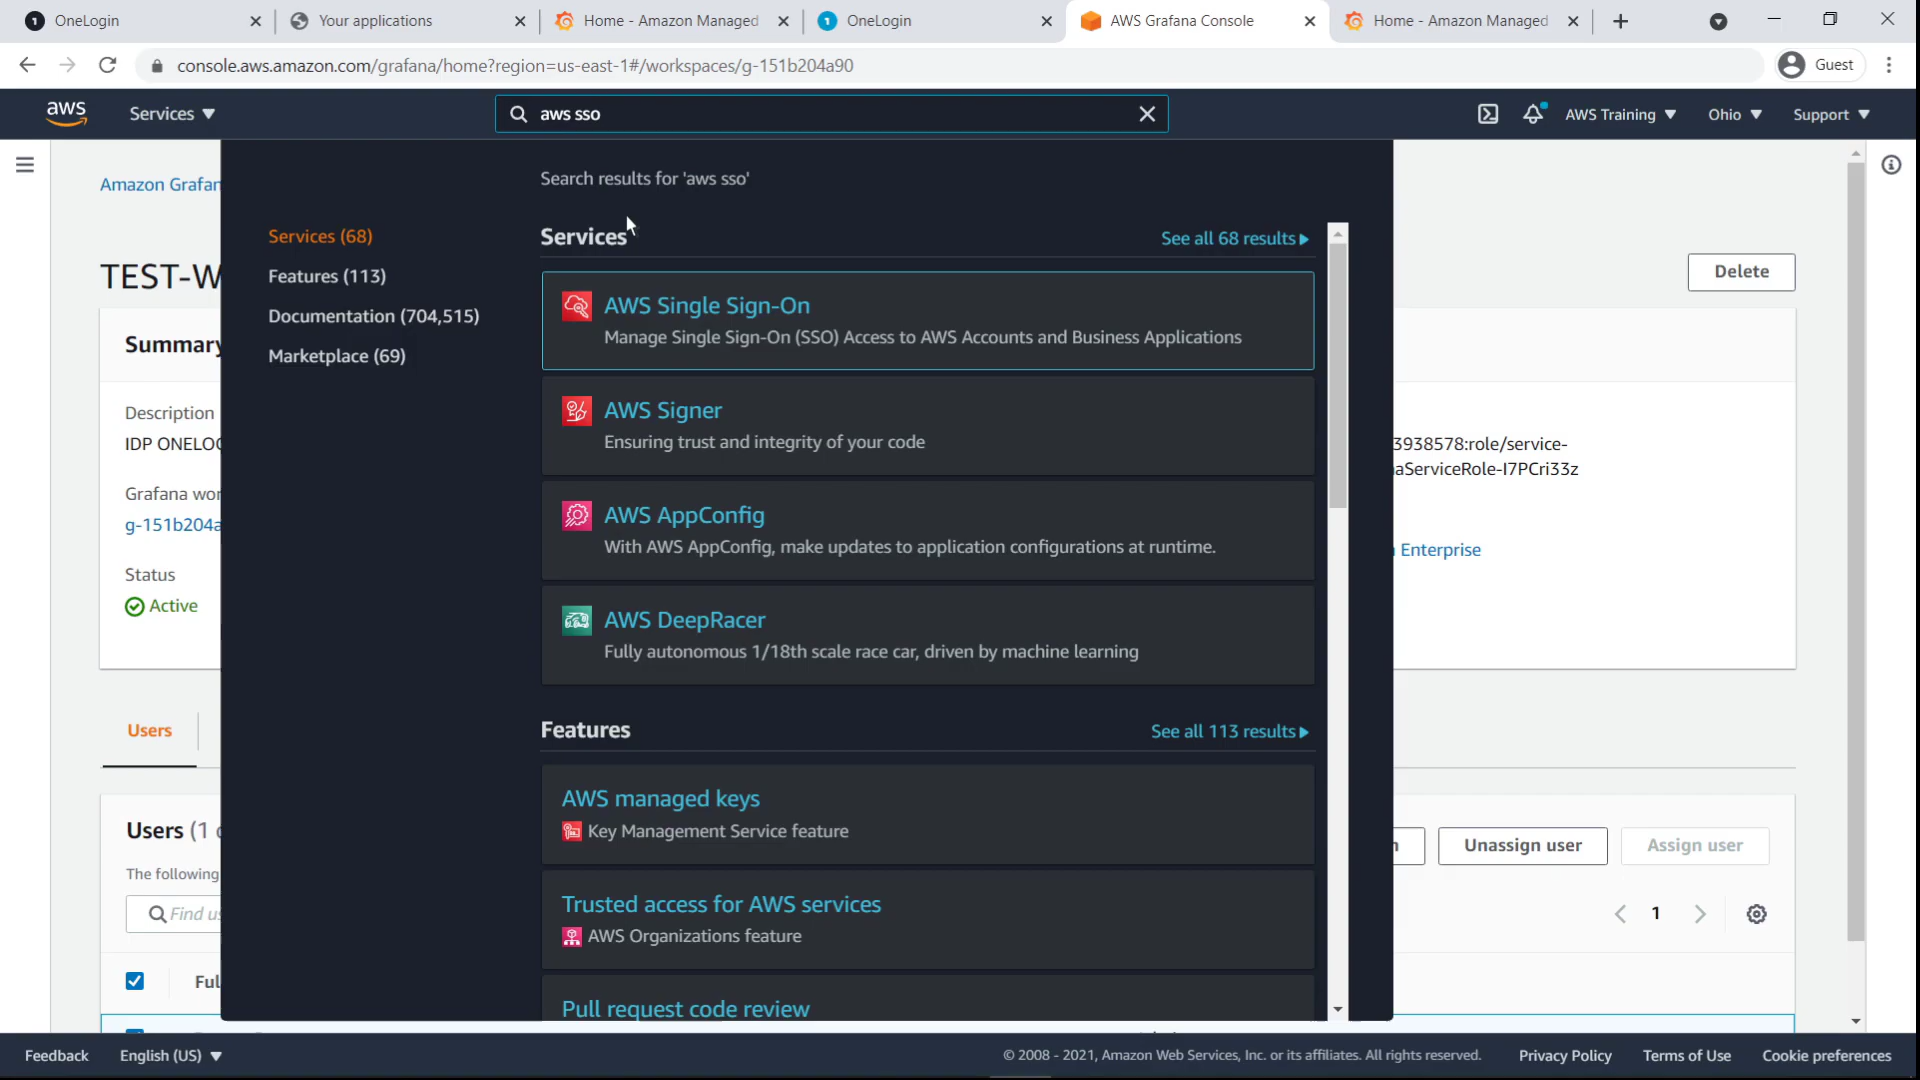 OneLogin
Your applications
Home - Amazon Managed
OneLogin
AWS Grafana Console
Home - Amazon Managed
console.aws.amazon.com/grafana/home?region=us-east-1#/workspaces/g-151b204a90
Guest
aws
Services
aws sso
AWS Training
Ohio
Support
Amazon Grafan
Search results for 'aws sso'
Services (68)
Features (113)
Documentation (704,515)
Marketplace (69)
Services
See all 68 results
AWS Single Sign-On
Manage Single Sign-On (SSO) Access to AWS Accounts and Business Applications
AWS Signer
Ensuring trust and integrity of your code
AWS AppConfig
With AWS AppConfig, make updates to application configurations at runtime.
AWS DeepRacer
Fully autonomous 1/18th scale race car, driven by machine learning
Features
See all 113 results
AWS managed keys
Key Management Service feature
Trusted access for AWS services
AWS Organizations feature
Pull request code review
TEST-W
Delete
Summary
Description
IDP ONELOG
3938578:role/service-
aServiceRole-I7PCri33z
Grafana wor
g-151b204a
Enterprise
Status
Active
Users
Users (1 
Unassign user
Assign user
The following
Find us
1
Ful
Feedback
English (US)
© 2008 - 2021, Amazon Web Services, Inc. or its affiliates. All rights reserved.
Privacy Policy
Terms of Use
Cookie preferences